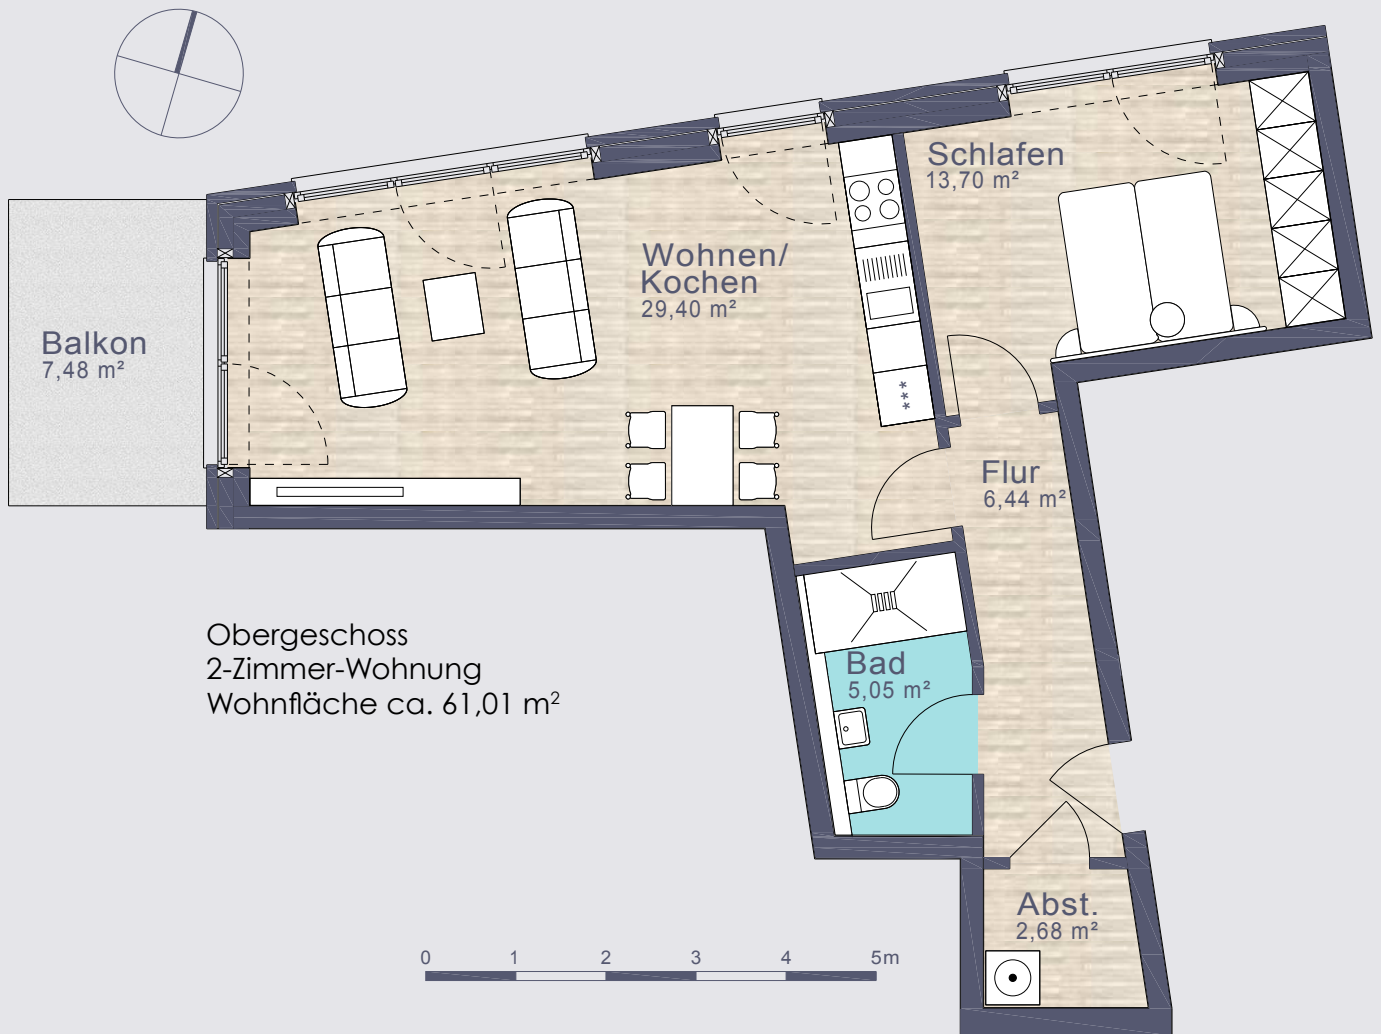 Schlafen
13,70 m²
Wohnen/
Kochen
29,40 m²
Balkon
7,48 m²
***
Flur
6,44 m²
Obergeschoss
2-Zimmer-Wohnung
Wohnfläche ca. 61,01 m²
Bad
5,05 m²
Abst.
2,68 m²
0 1 2 3 4 5m